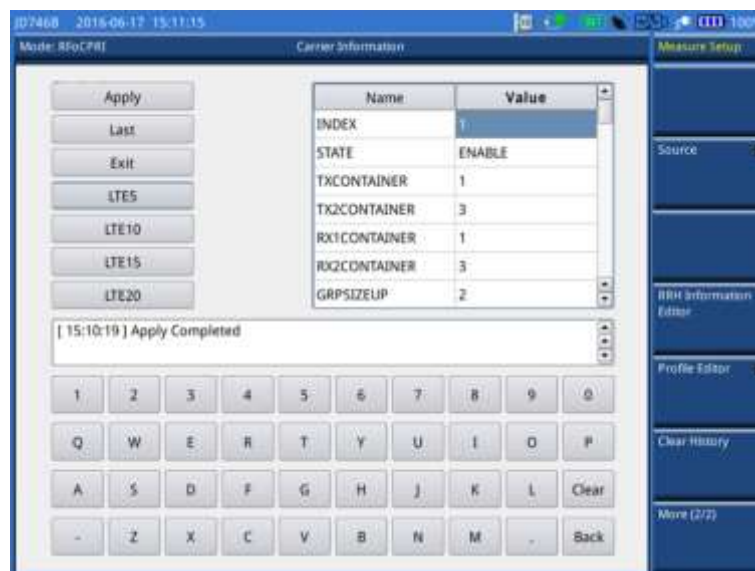 JD746B 2016-06-17 15:11:15 100%
Mode: RFoCPRI Carrier Information Measure Setup
Apply
Last
Exit
LTE5
LTE10
LTE15
LTE20
Name Value
INDEX 1
STATE ENABLE
TXCONTAINER 1
TX2CONTAINER 3
RX1CONTAINER 1
RX2CONTAINER 3
GRPSIZEUP 2
[ 15:10:19 ] Apply Completed
1 2 3 4 5 6 7 8 9 0
Q W E R T Y U I O P
A S D F G H J K L Clear
- Z X C V B N M . Back
Source
RRH Information
Editor
Profile Editor
Clear History
More (2/2)